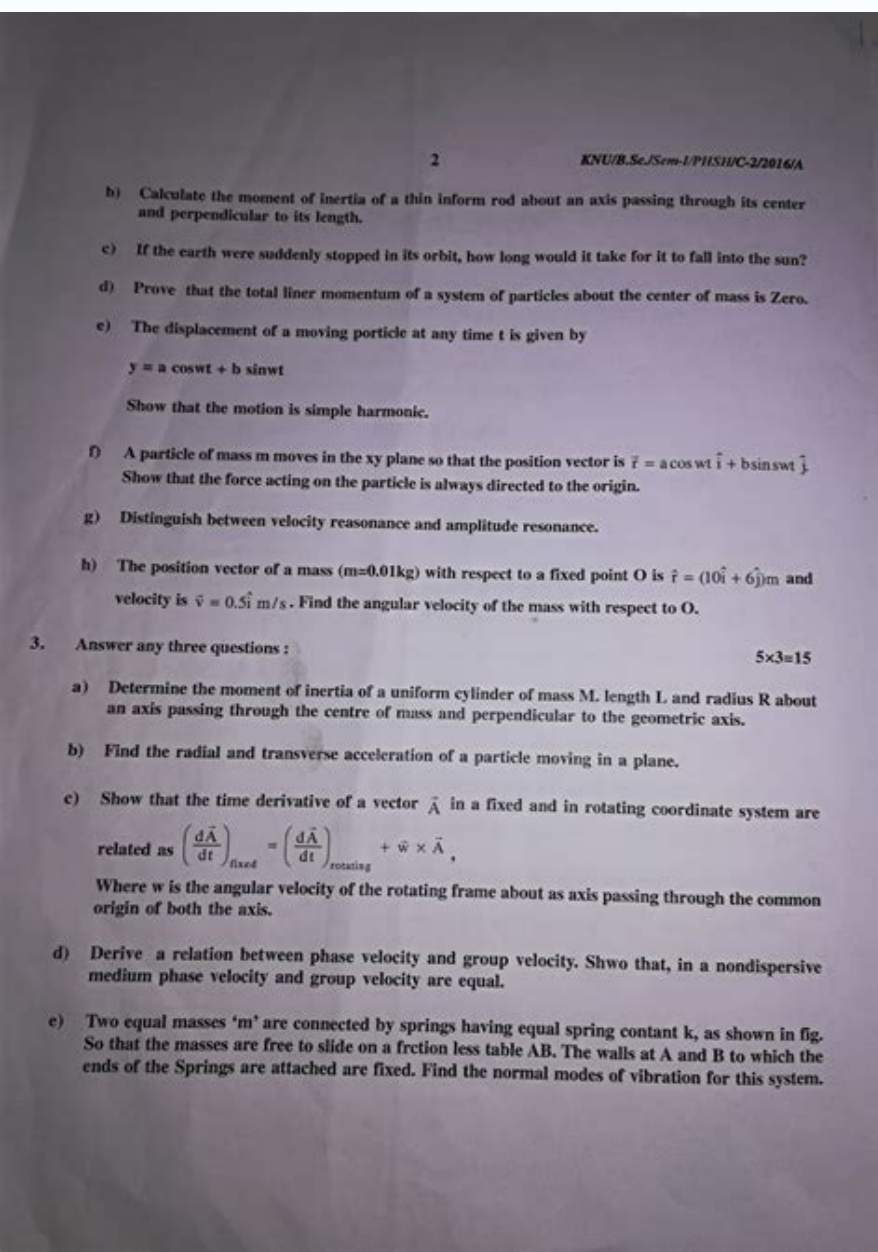 2 KNU/B.Sc./Sem-I/PHSH/C-2/2016/A
b) Calculate the moment of inertia of a thin inform rod about an axis passing through its center
and perpendicular to its length.
c) If the earth were suddenly stopped in its orbit, how long would it take for it to fall into the sun?
d) Prove that the total liner momentum of a system of particles about the center of mass is Zero.
e) The displacement of a moving porticle at any time t is given by
y = a coswt + b sinwt
Show that the motion is simple harmonic.
f) A particle of mass m moves in the xy plane so that the position vector is r⃗ = a cos wt î + b sin swt ĵ.
Show that the force acting on the particle is always directed to the origin.
g) Distinguish between velocity reasonance and amplitude resonance.
h) The position vector of a mass (m=0.01kg) with respect to a fixed point O is r̂ = (10î + 6ĵ)m and
velocity is v⃗ = 0.5î m/s. Find the angular velocity of the mass with respect to O.
3. Answer any three questions : 5×3=15
a) Determine the moment of inertia of a uniform cylinder of mass M. length L and radius R about
an axis passing through the centre of mass and perpendicular to the geometric axis.
b) Find the radial and transverse acceleration of a particle moving in a plane.
c) Show that the time derivative of a vector A⃗ in a fixed and in rotating coordinate system are
related as (dA⃗/dt)fixed = (dA⃗/dt)rotating + w⃗ × A⃗ ,
Where w is the angular velocity of the rotating frame about as axis passing through the common
origin of both the axis.
d) Derive a relation between phase velocity and group velocity. Shwo that, in a nondispersive
medium phase velocity and group velocity are equal.
e) Two equal masses ‘m’ are connected by springs having equal spring contant k, as shown in fig.
So that the masses are free to slide on a frction less table AB. The walls at A and B to which the
ends of the Springs are attached are fixed. Find the normal modes of vibration for this system.